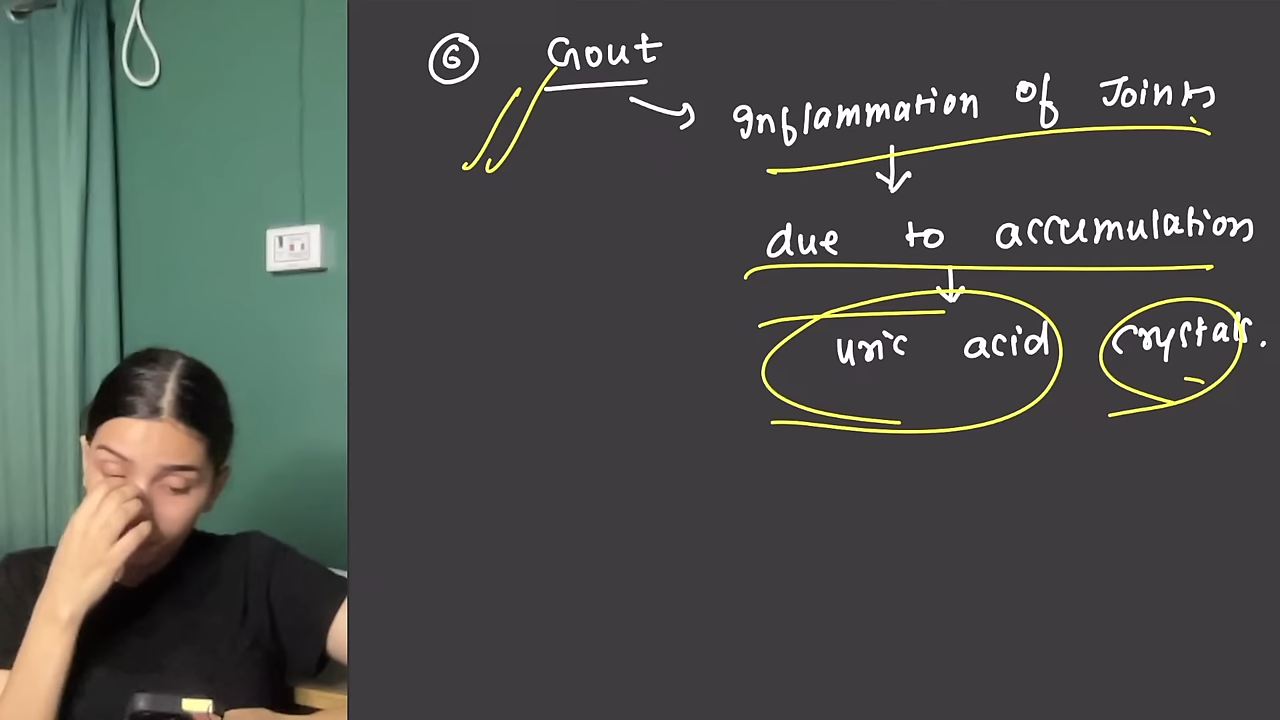 6 Gout
Inflammation of Joints
due to accumulation
uric acid crystals.